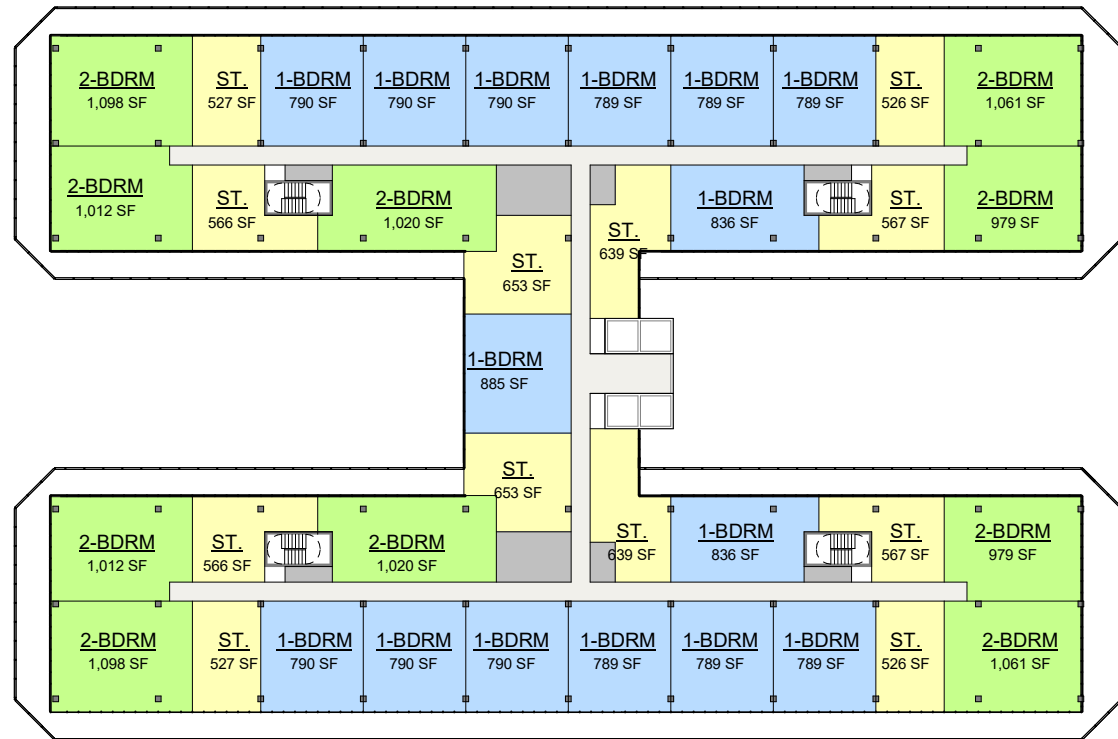 2-BDRM
1,098 SF
ST.
527 SF
1-BDRM
790 SF
1-BDRM
790 SF
1-BDRM
790 SF
1-BDRM
789 SF
1-BDRM
789 SF
1-BDRM
789 SF
ST.
526 SF
2-BDRM
1,061 SF
2-BDRM
1,012 SF
ST.
566 SF
2-BDRM
1,020 SF
ST.
639 SF
1-BDRM
836 SF
ST.
567 SF
2-BDRM
979 SF
ST.
653 SF
1-BDRM
885 SF
ST.
653 SF
2-BDRM
1,012 SF
ST.
566 SF
2-BDRM
1,020 SF
ST.
639 SF
1-BDRM
836 SF
ST.
567 SF
2-BDRM
979 SF
2-BDRM
1,098 SF
ST.
527 SF
1-BDRM
790 SF
1-BDRM
790 SF
1-BDRM
790 SF
1-BDRM
789 SF
1-BDRM
789 SF
1-BDRM
789 SF
ST.
526 SF
2-BDRM
1,061 SF